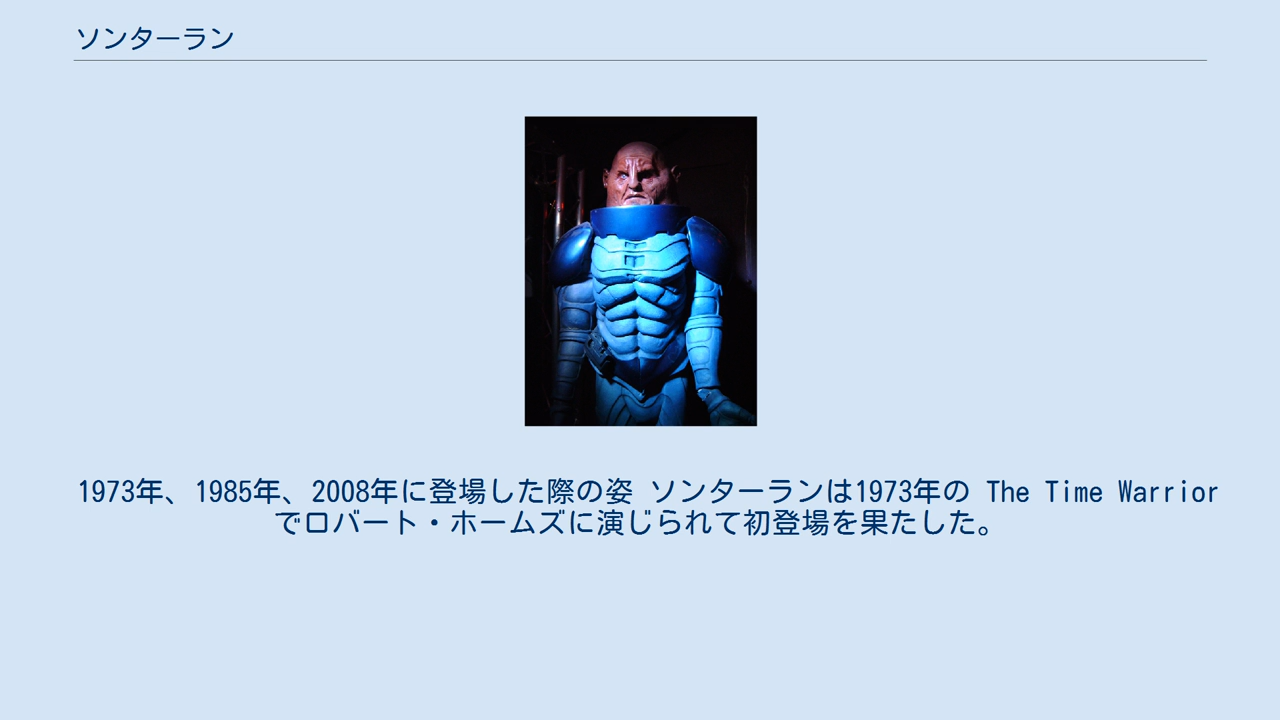 ソンターラン
1973年、1985年、2008年に登場した際の姿 ソンターランは1973年の The Time Warrior
でロバート・ホームズに演じられて初登場を果たした。